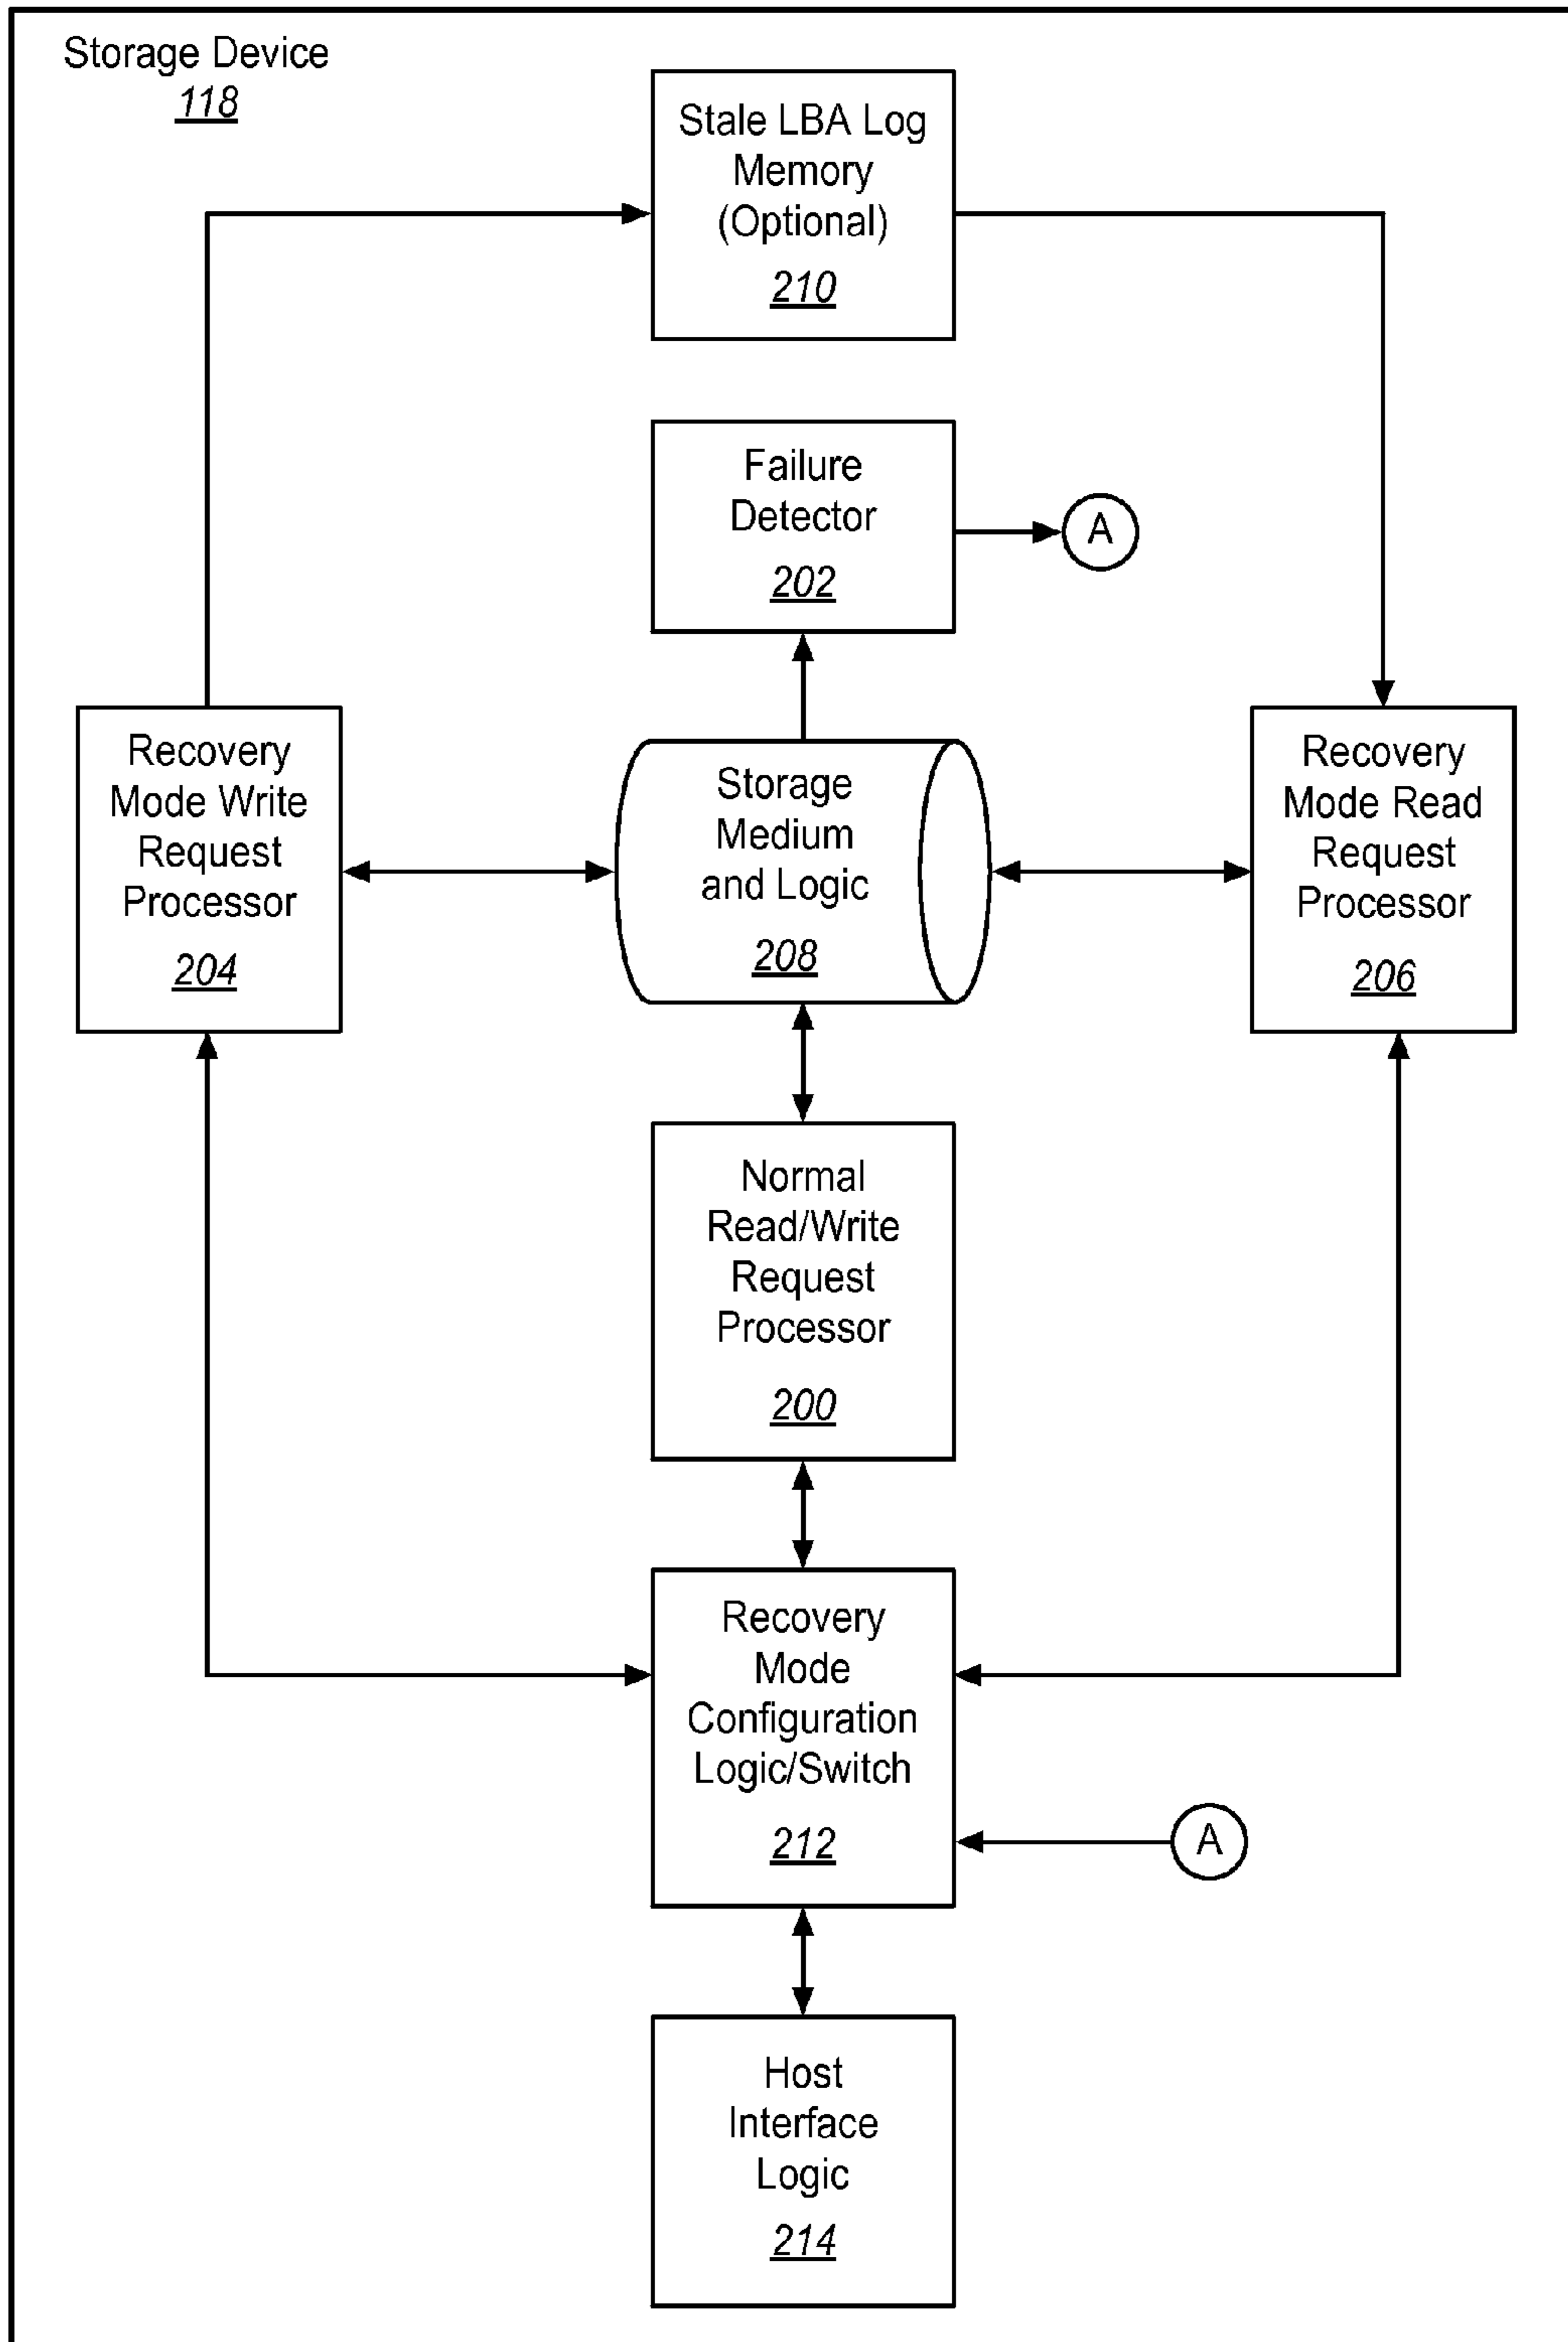 Storage Device
118
Stale LBA Log
Memory
(Optional)
210
Failure
Detector
202
A
Recovery
Mode Write
Request
Processor
204
Storage
Medium
and Logic
208
Recovery
Mode Read
Request
Processor
206
Normal
Read/Write
Request
Processor
200
Recovery
Mode
Configuration
Logic/Switch
212
A
Host
Interface
Logic
214